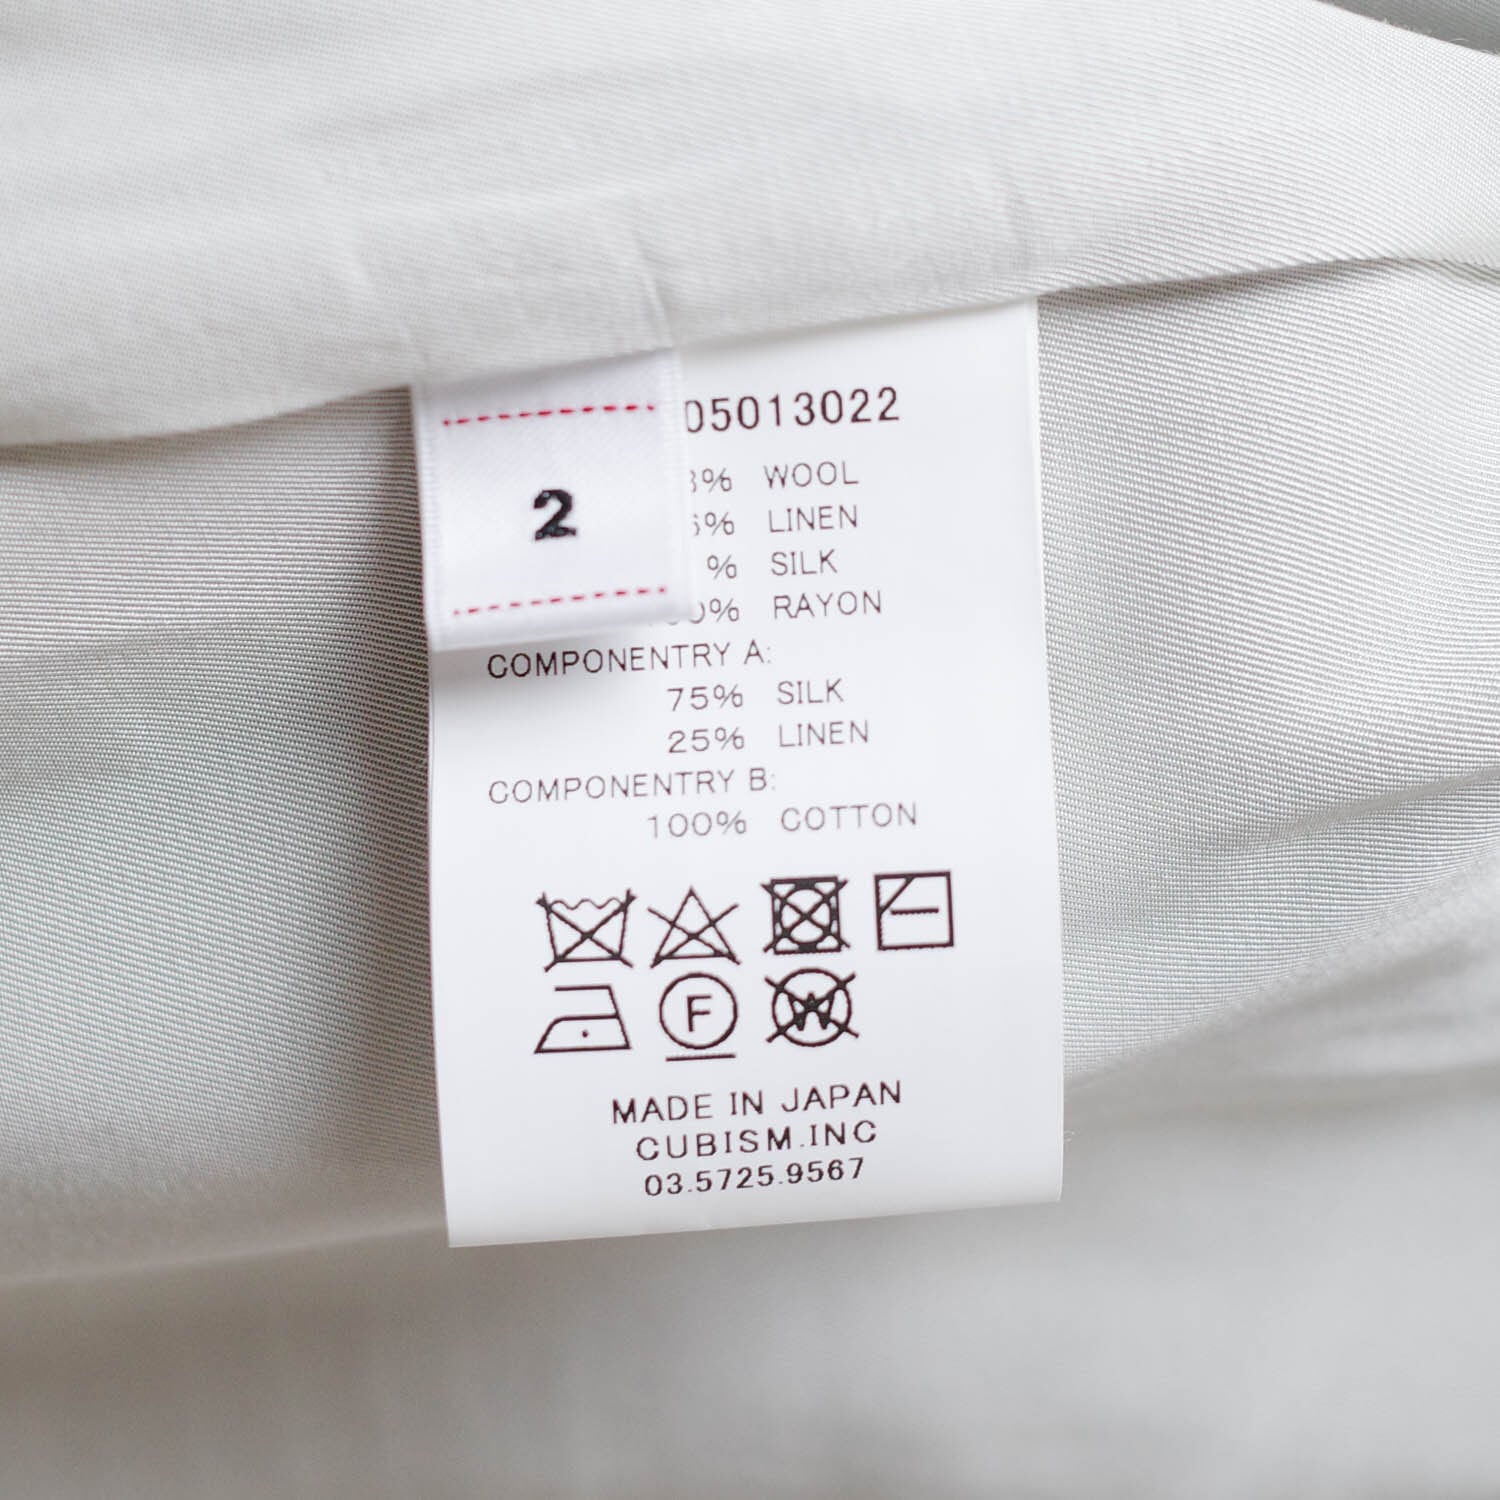 05013022
2
% WOOL
% LINEN
% SILK
0% RAYON
COMPONENTRY A:
75% SILK
25% LINEN
COMPONENTRY B:
100% COTTON
F
W
MADE IN JAPAN
CUBISM.INC
03.5725.9567